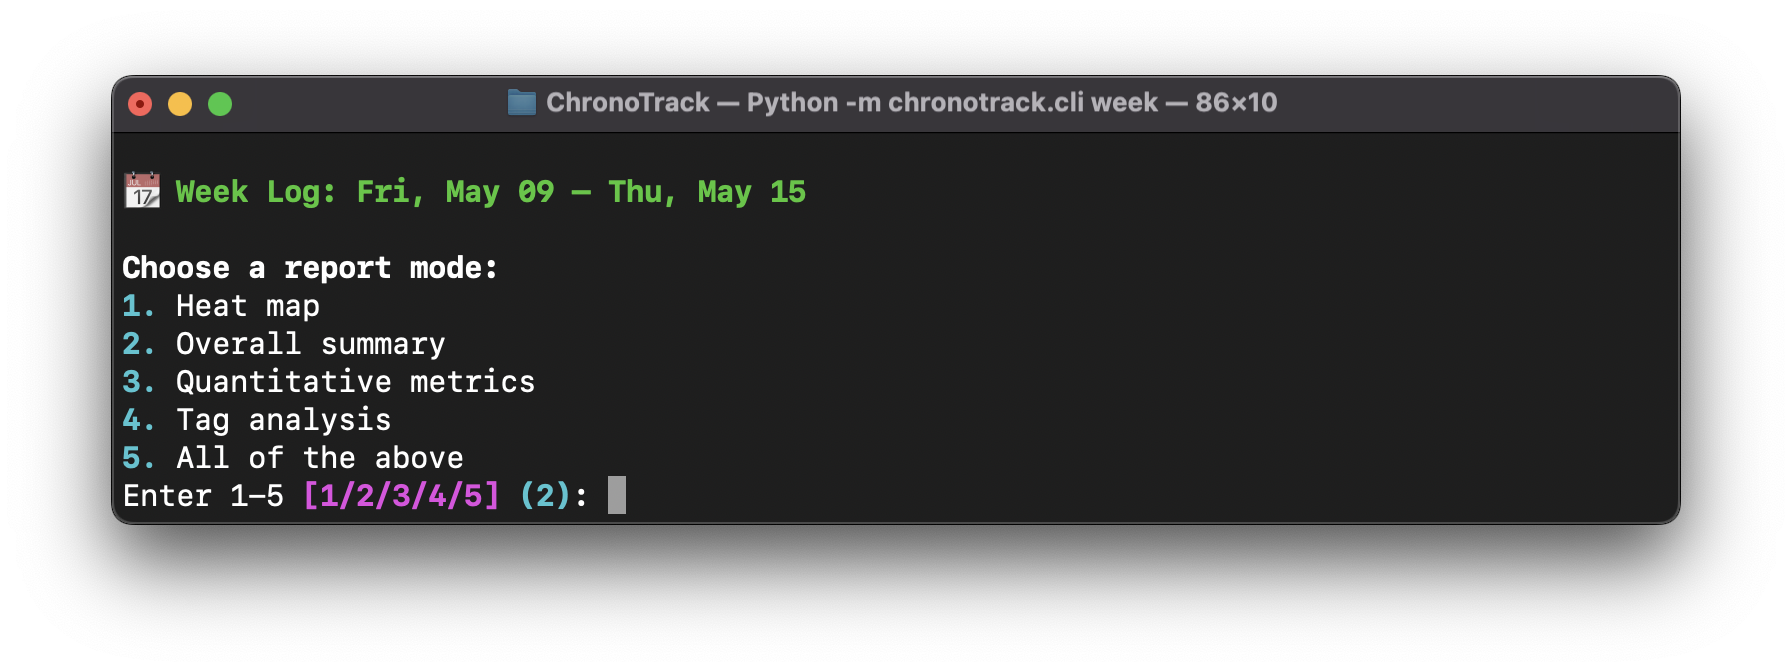 ChronoTrack — Python -m chronotrack.cli week — 86×10
JUL
17
Week Log: Fri, May 09 – Thu, May 15
Choose a report mode:
1. Heat map
2. Overall summary
3. Quantitative metrics
4. Tag analysis
5. All of the above
Enter 1–5 [1/2/3/4/5] (2):